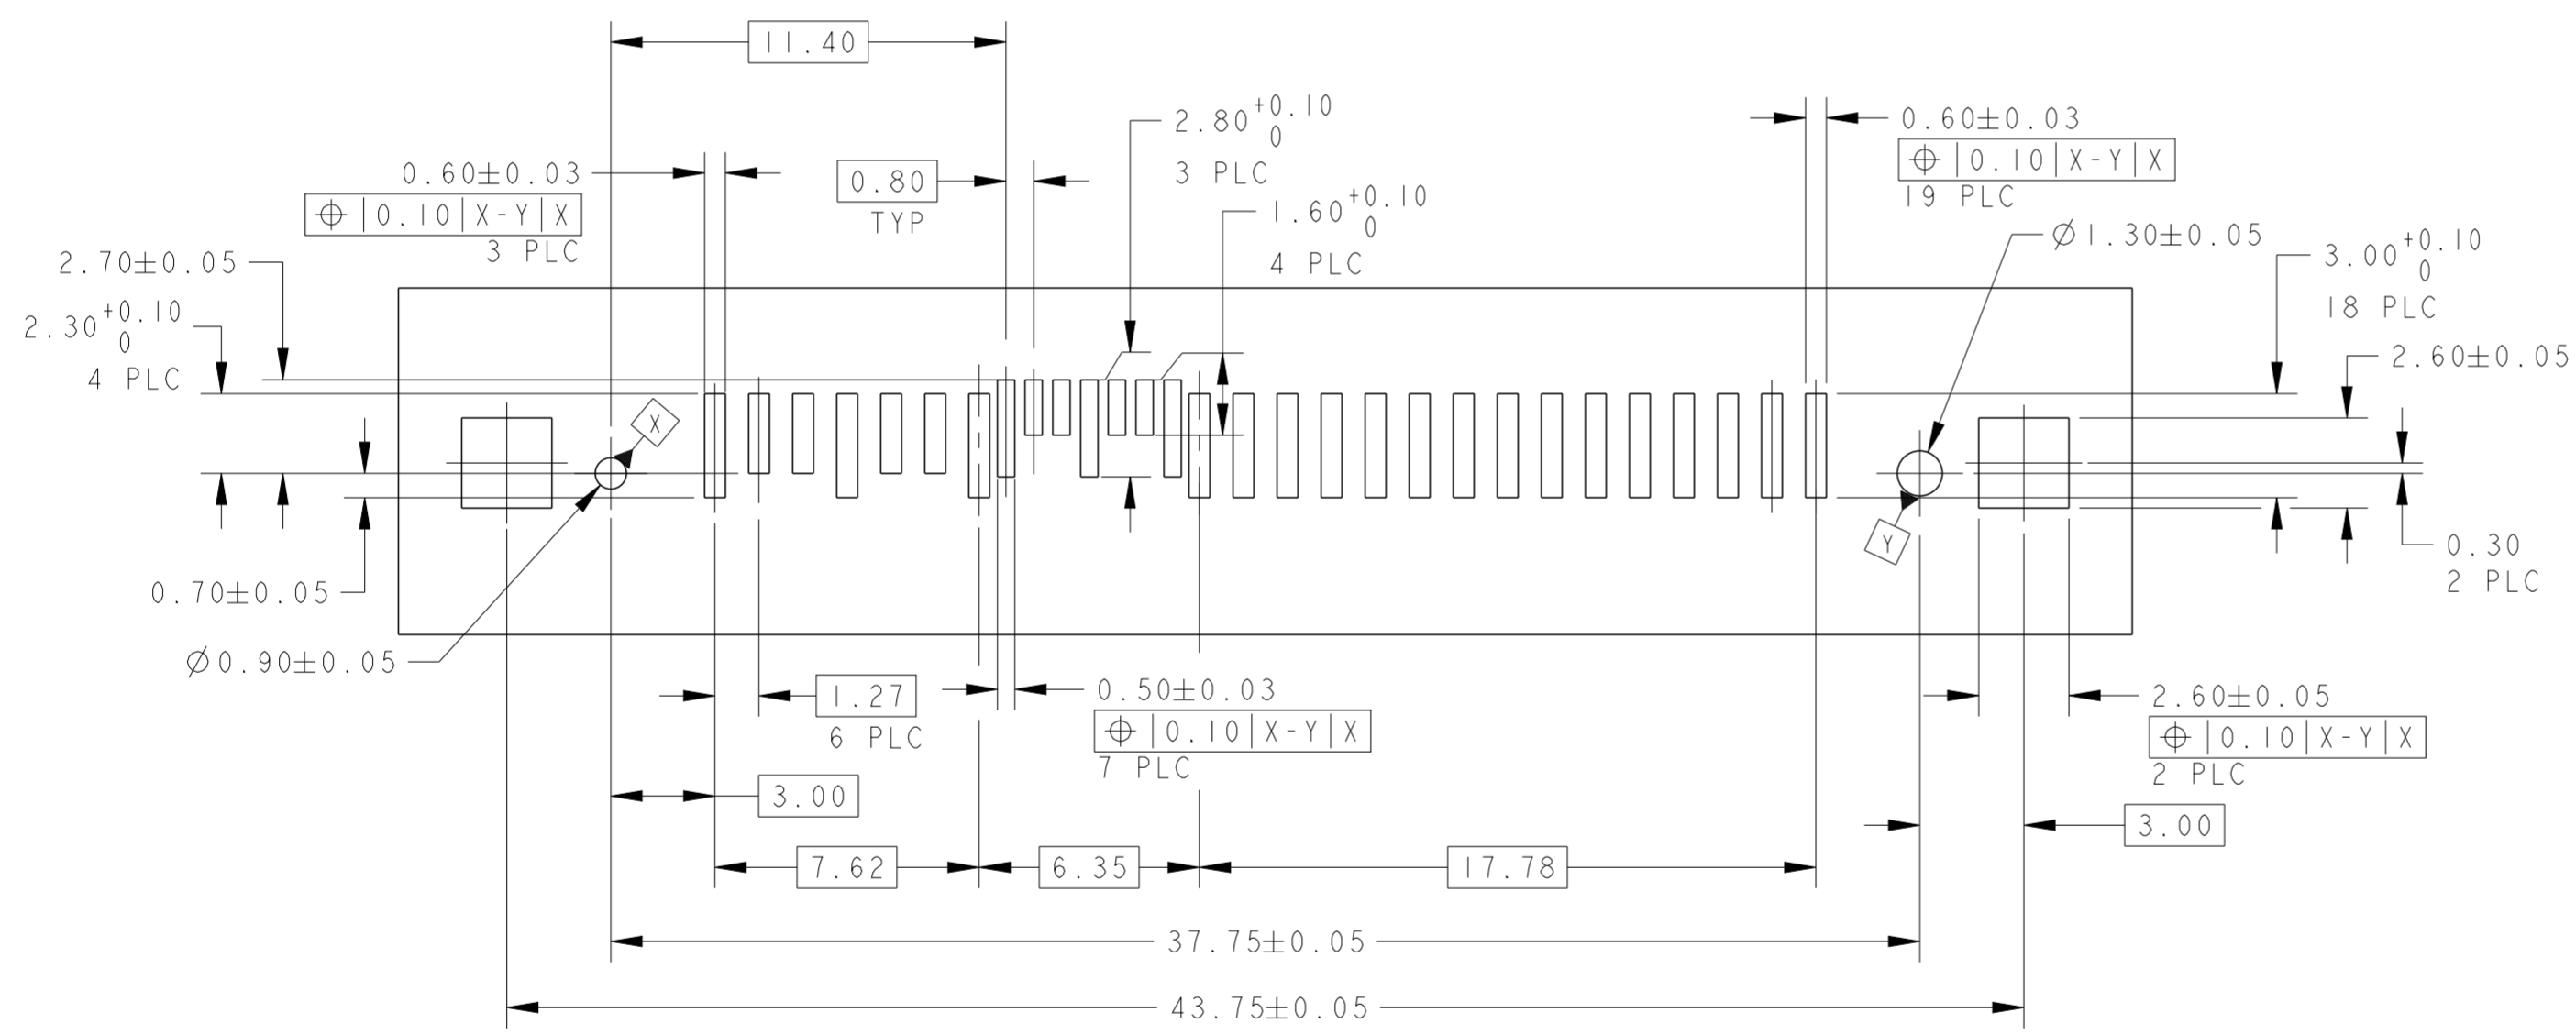 11.40
2.80 +0.10 0
3 PLC
0.60±0.03
⌖ 0.10 X-Y X
19 PLC
0.60±0.03
⌖ 0.10 X-Y X
3 PLC
0.80
TYP
1.60 +0.10 0
4 PLC
Ø1.30±0.05
3.00 +0.10 0
18 PLC
2.70±0.05
2.30 +0.10 0
4 PLC
2.60±0.05
X
Y
0.30
2 PLC
0.70±0.05
Ø0.90±0.05
1.27
6 PLC
0.50±0.03
⌖ 0.10 X-Y X
7 PLC
2.60±0.05
⌖ 0.10 X-Y X
2 PLC
3.00
3.00
7.62
6.35
17.78
37.75±0.05
43.75±0.05